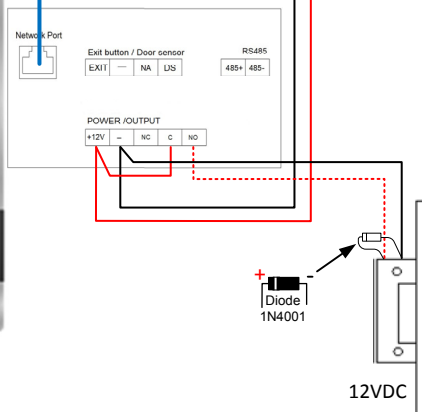 Network Port
Exit button / Door sensor
RS485
EXIT — NA DS
485+ 485-
POWER /OUTPUT
+12V – NC C NO
+ -
Diode
1N4001
12VDC